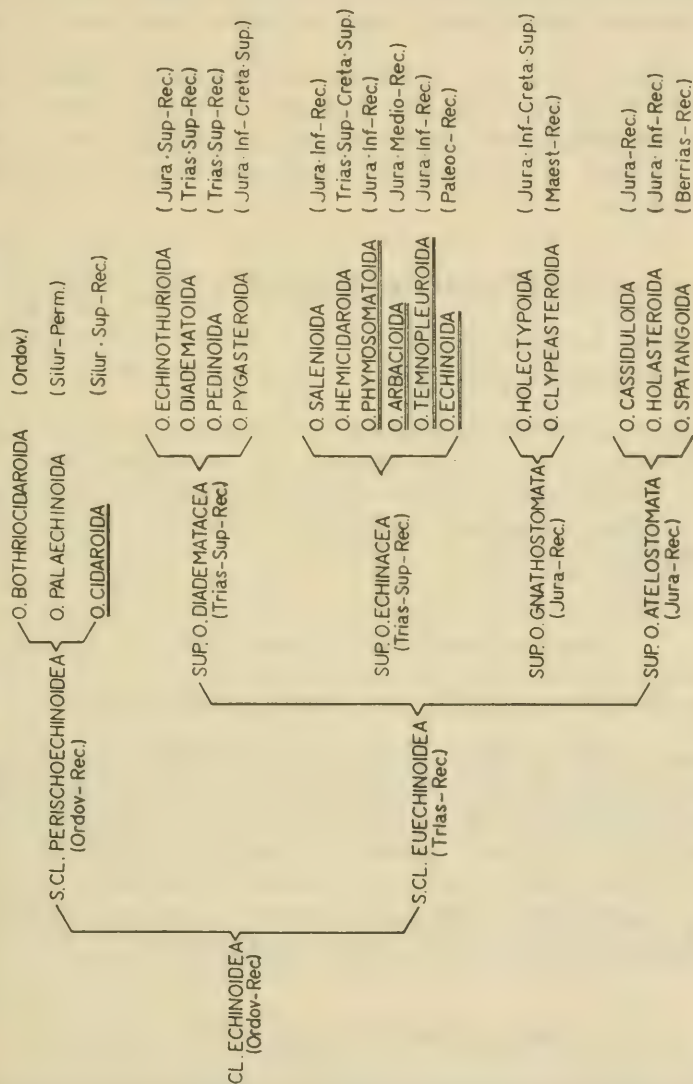 CL. ECHINOIDEA
(Ordov-Rec)
S.CL. PERISCHOECHINOIDEA
(Ordov-Rec.)
O. BOTHRIOCIDAROIDA (Ordov.)
O. PALAECHINOIDA (Silur-Perm.)
O. CIDAROIDA (Silur·Sup-Rec.)
S.CL. EUECHINOIDEA
(Trias-Rec.)
SUP. O. DIADEMATACEA
(Trias-Sup-Rec.)
O. ECHINOTHURIOIDA (Jura·Sup-Rec.)
O. DIADEMATOIDA (Trias·Sup-Rec.)
O. PEDINOIDA (Trias·Sup-Rec.)
O. PYGASTEROIDA (Jura·Inf-Creta·Sup.)
SUP. O. ECHINACEA
(Trias-Sup-Rec.)
O. SALENIOIDA (Jura·Inf-Rec.)
O. HEMICIDAROIDA (Trias·Sup-Creta·Sup.)
O. PHYMOSOMATOIDA (Jura·Inf-Rec.)
O. ARBACIOIDA (Jura·Medio-Rec.)
O. TEMNOPLEUROIDA (Jura·Inf-Rec.)
O. ECHINOIDA (Paleoc-Rec.)
SUP. O. GNATHOSTOMATA
(Jura-Rec.)
O. HOLECTYPOIDA (Jura·Inf-Creta·Sup.)
O. CLYPEASTEROIDA (Maest-Rec.)
SUP. O. ATELOSTOMATA
(Jura-Rec.)
O. CASSIDULOIDA (Jura-Rec.)
O. HOLASTEROIDA (Jura·Inf-Rec.)
O. SPATANGOIDA (Berrias-Rec.)